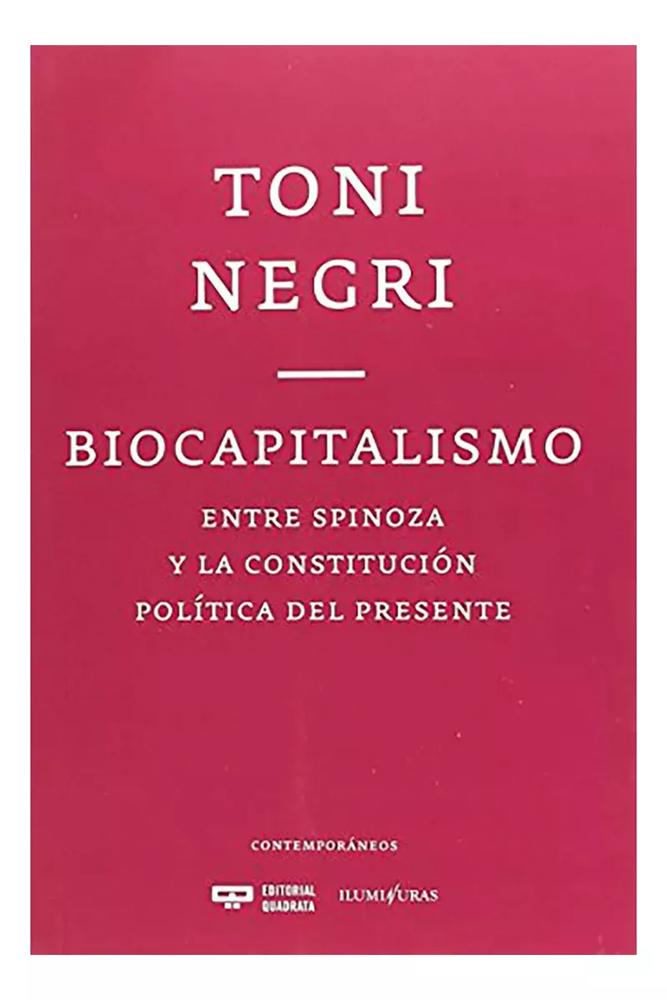 TONI
NEGRI
BIOCAPITALISMO
ENTRE SPINOZA
Y LA CONSTITUCIÓN
POLÍTICA DEL PRESENTE
CONTEMPORÁNEOS
EDITORIAL
QUADRATA
ILUMINURAS